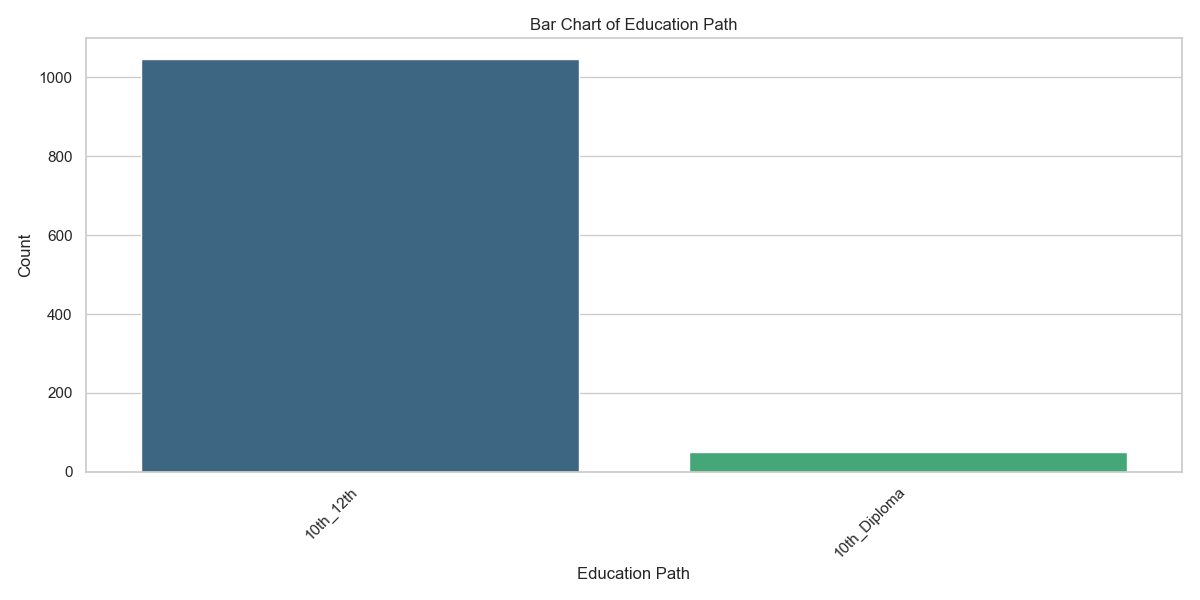 Bar Chart of Education Path
Count
1000
800
600
400
200
0
10th_12th
10th_Diploma
Education Path